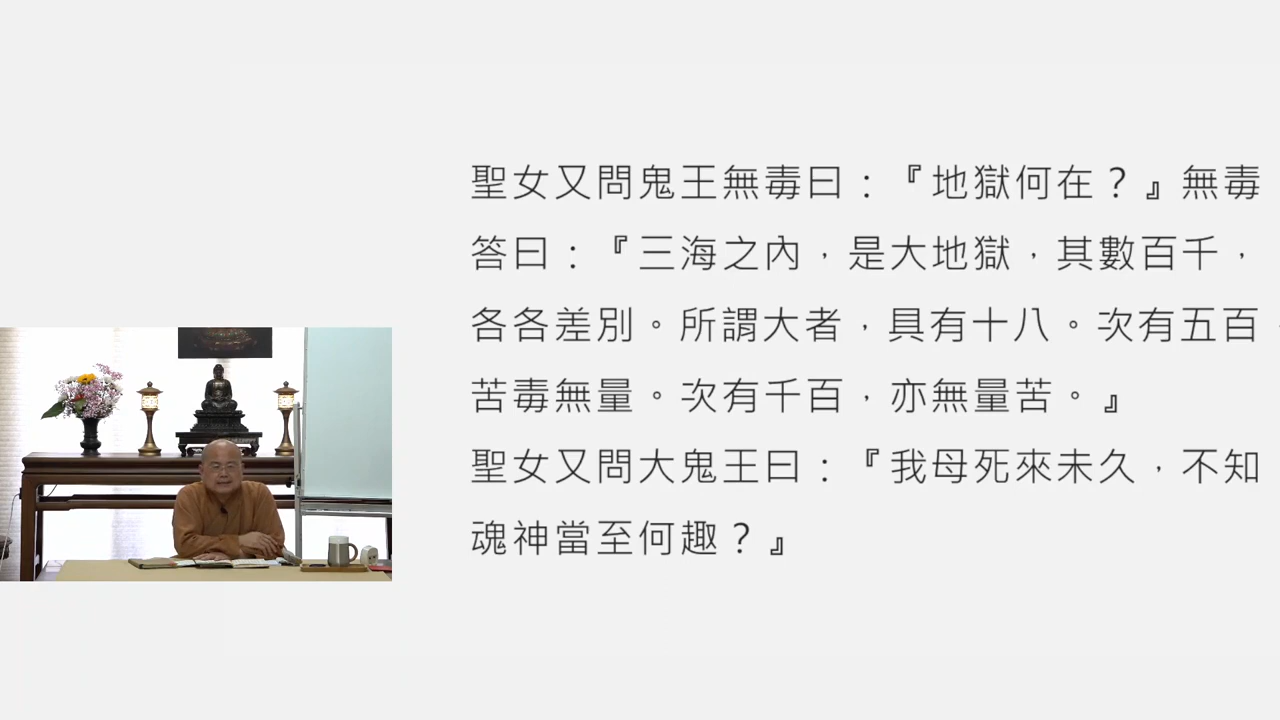 聖女又問鬼王無毒曰：『地獄何在？』無毒
答曰：『三海之內，是大地獄，其數百千，
各各差別。所謂大者，具有十八。次有五百
苦毒無量。次有千百，亦無量苦。』
聖女又問大鬼王曰：『我母死來未久，不知
魂神當至何趣？』